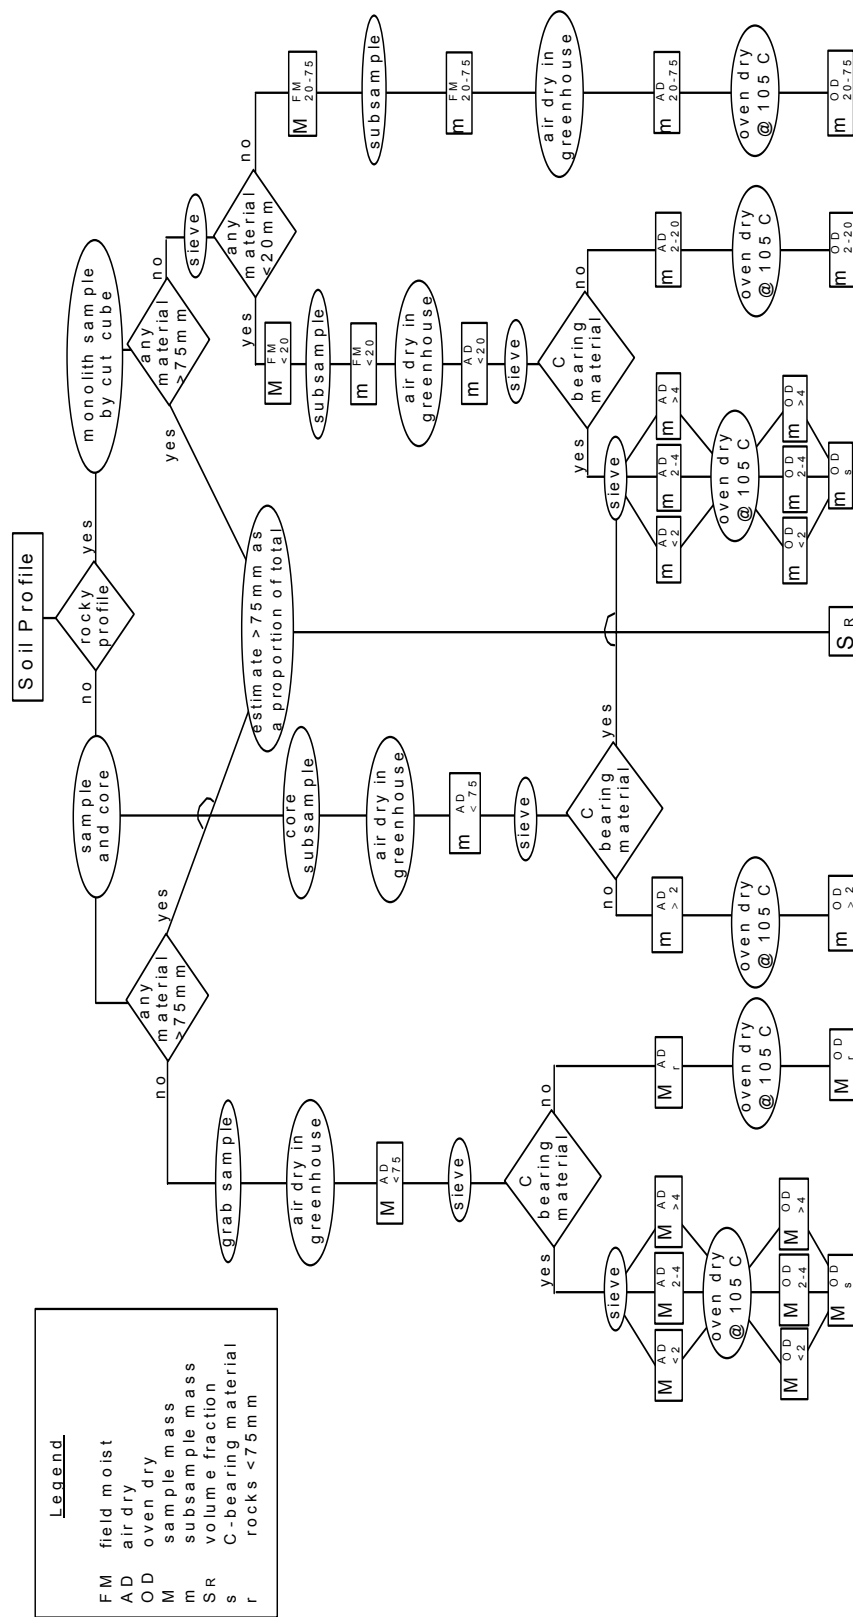 Soil Profile
rocky
profile
no
yes
sample
and core
monolith sample
by cut cube
any
material
>75mm
no
yes
any
material
>75mm
yes
no
sieve
any
material
<20mm
yes
no
estimate >75mm as
a proportion of total
grab sample
air dry in
greenhouse
M AD <75
sieve
C
bearing
material
yes
no
sieve
M AD <2
M AD 2-4
M AD >4
oven dry
@ 105 C
M OD <2
M OD 2-4
M OD >4
M OD s
M AD r
oven dry
@ 105 C
M OD r
core
subsample
air dry in
greenhouse
m AD <75
sieve
C
bearing
material
no
yes
m AD >2
oven dry
@ 105 C
m OD >2
SR
M FM <20
subsample
m FM <20
air dry in
greenhouse
m AD <20
sieve
C
bearing
material
yes
no
sieve
m AD <2
m AD 2-4
m AD >4
oven dry
@ 105 C
m OD <2
m OD 2-4
m OD >4
m OD s
m AD 2-20
oven dry
@ 105 C
m OD 2-20
M FM 20-75
subsample
m FM 20-75
air dry in
greenhouse
m AD 20-75
oven dry
@ 105 C
m OD 20-75
Legend
FM field moist
AD air dry
OD oven dry
M sample mass
m subsample mass
SR volume fraction
s C-bearing material
r rocks <75mm